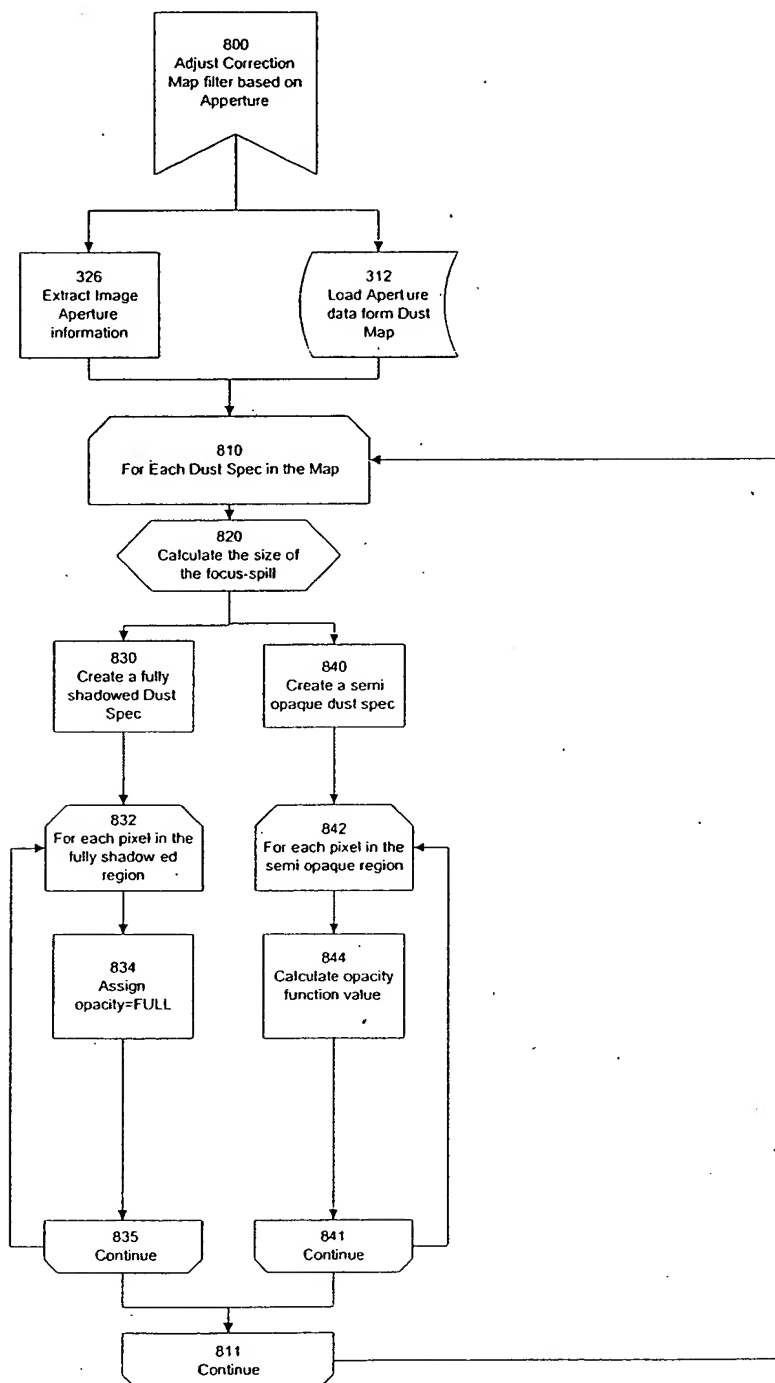 800
Adjust Correction
Map filter based on
Apperture
326
Extract Image
Aperture
information
312
Load Aperture
data form Dust
Map
810
For Each Dust Spec in the Map
820
Calculate the size of
the focus-spill
830
Create a fully
shadowed Dust
Spec
840
Create a semi
opaque dust spec
832
For each pixel in the
fully shadow ed
region
842
For each pixel in the
semi opaque region
834
Assign
opacity=FULL
844
Calculate opacity
function value
835
Continue
841
Continue
811
Continue